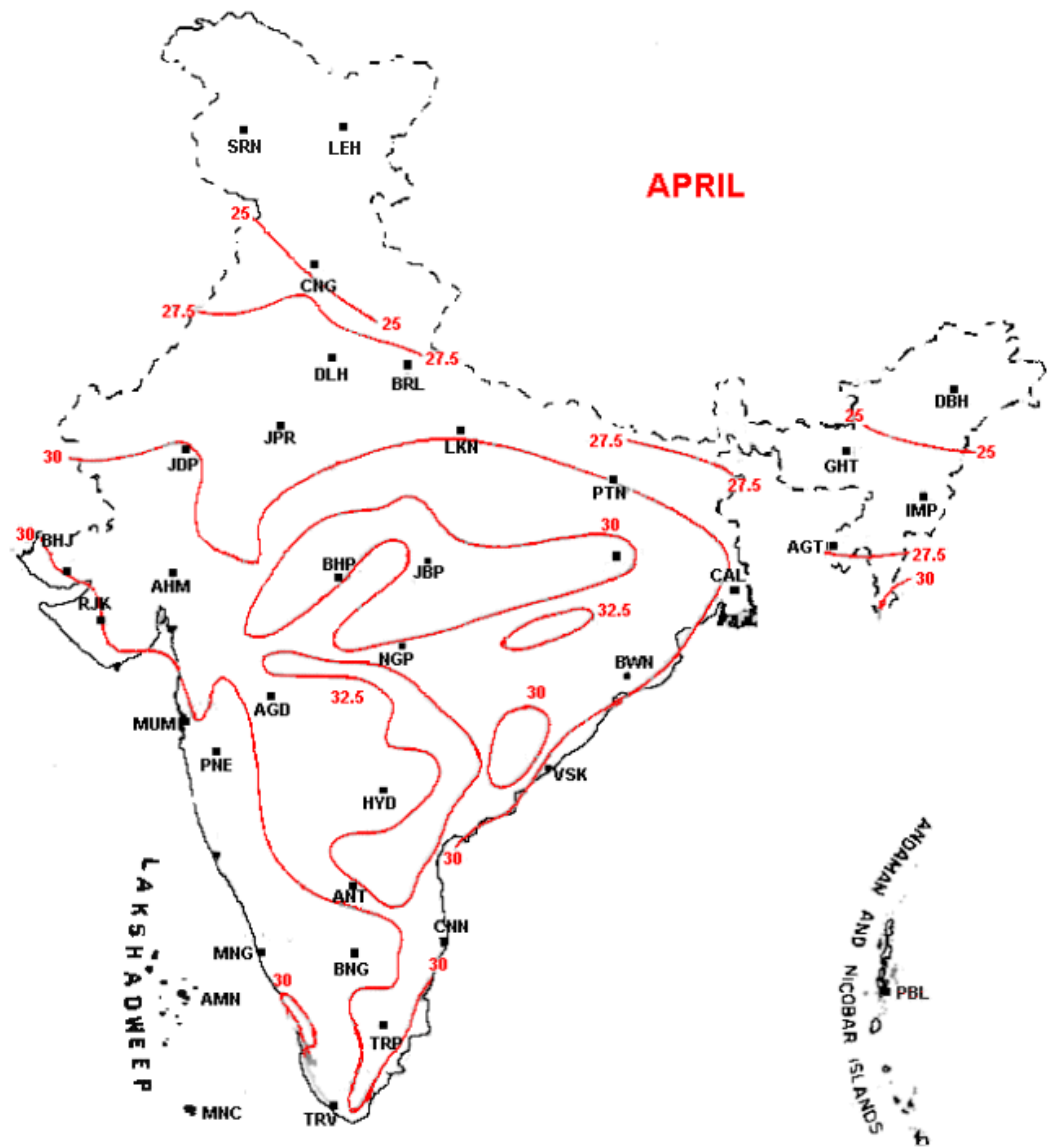 SRN
LEH
APRIL
25
CNG
27.5
25
27.5
DLH
BRL
DBH
25
JPR
LKN
27.5
30
JDP
GHT
25
27.5
PTN
IMP
30
30
BHJ
AGT
27.5
BHP
JBP
AHM
CAL
30
RJK
32.5
NGP
BWN
32.5
30
AGD
MUM
PNE
VSK
HYD
30
ANT
CNN
MNG
BNG
30
30
LAKSHADWEEP
AMN
TRP
MNC
TRV
ANDAMAN AND NICOBAR ISLANDS
PBL